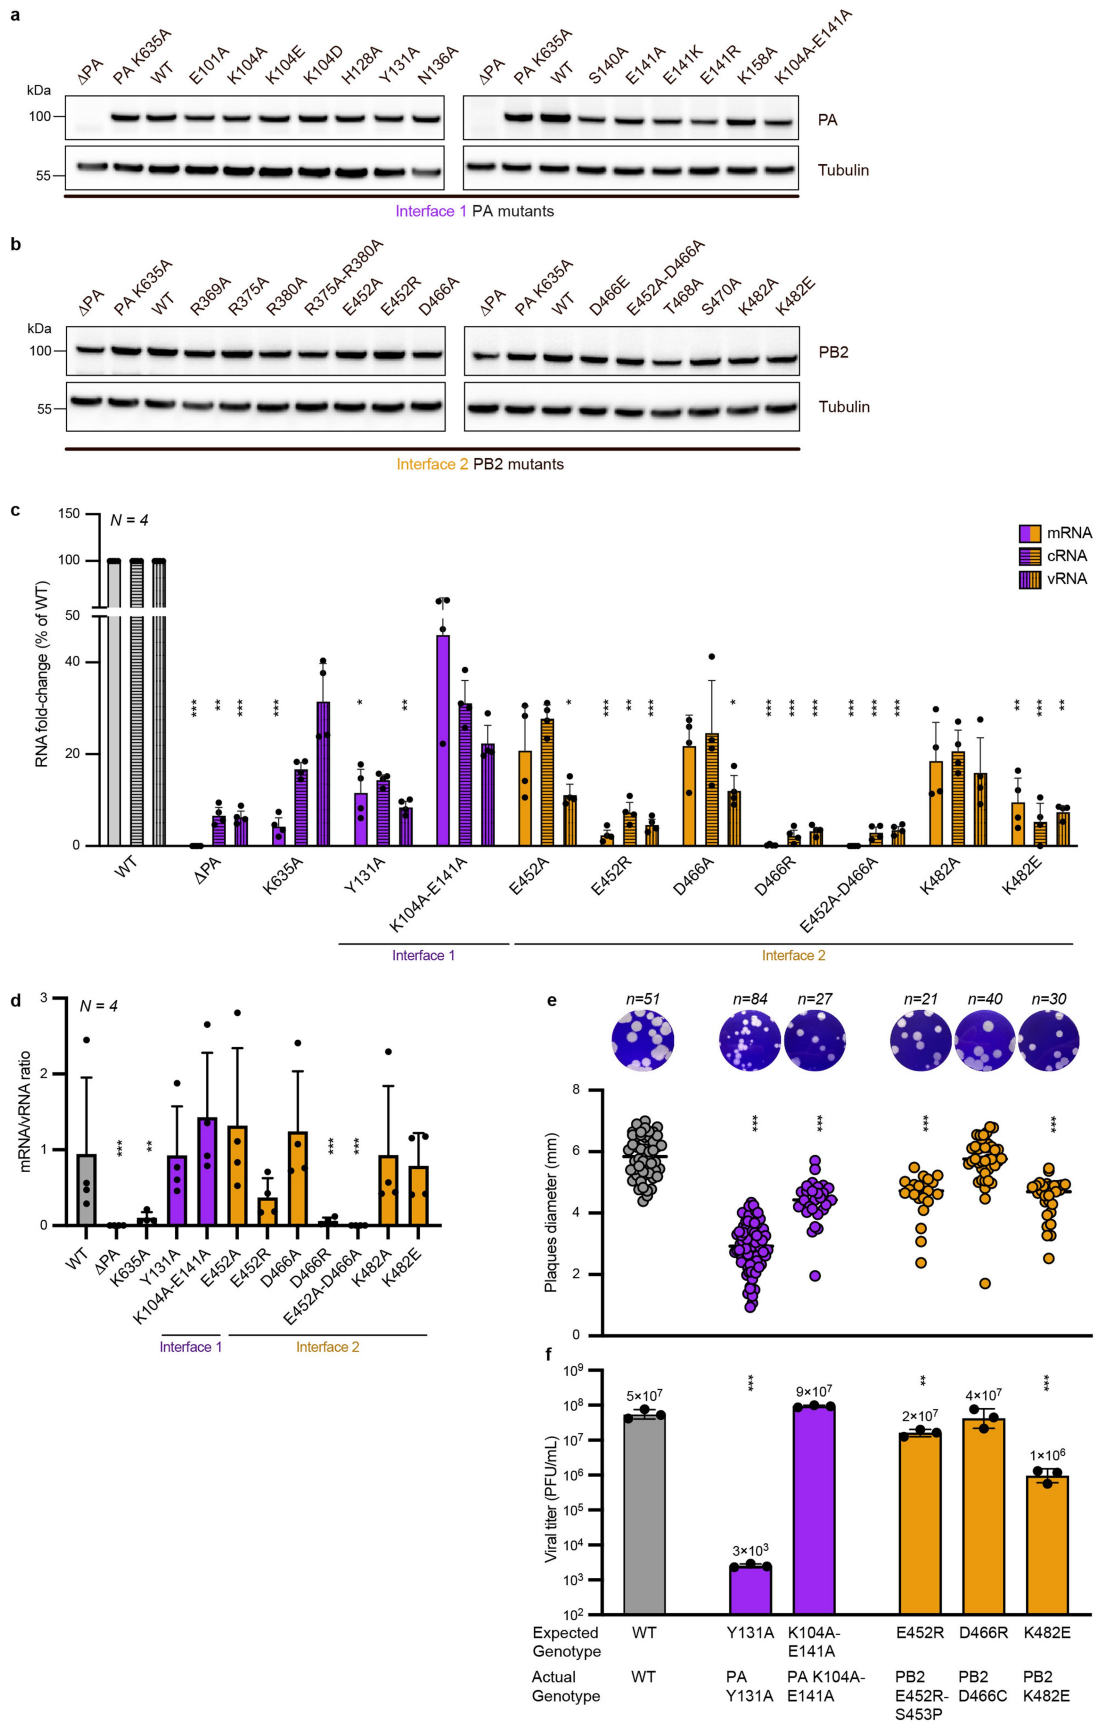 a
ΔPA PA K635A WT E101A K104A K104E K104D H128A Y131A N136A ΔPA PA K635A WT S140A E141A E141K E141R K158A K104A-E141A
kDa
100 PA
55 Tubulin
Interface 1 PA mutants
b
ΔPA PA K635A WT R369A R375A R380A R375A-R380A E452A E452R D466A ΔPA PA K635A WT D466E E452A-D466A T468A S470A K482A K482E
kDa
100 PB2
55 Tubulin
Interface 2 PB2 mutants
c
RNA fold-change (% of WT)
150
100
50
40
20
0
N = 4
mRNA
cRNA
vRNA
*** ** *** *** * ** * *** ** *** * *** *** *** *** *** *** ** *** **
WT ΔPA K635A Y131A K104A-E141A E452A E452R D466A D466R E452A-D466A K482A K482E
Interface 1 Interface 2
d
mRNA/vRNA ratio
3
2
1
0
N = 4
*** ** *** ***
WT ΔPA K635A Y131A K104A-E141A E452A E452R D466A D466R E452A-D466A K482A K482E
Interface 1 Interface 2
e
n=51 n=84 n=27 n=21 n=40 n=30
Plaques diameter (mm)
8
6
4
2
0
*** *** *** ***
f
Viral titer (PFU/mL)
10⁹
10⁸
10⁷
10⁶
10⁵
10⁴
10³
10²
*** ** ***
5×10⁷ 3×10³ 9×10⁷ 2×10⁷ 4×10⁷ 1×10⁶
Expected WT Y131A K104A- E452R D466R K482E
Genotype E141A
Actual WT PA PA K104A- PB2 PB2 PB2
Genotype Y131A E141A E452R- D466C K482E
S453P